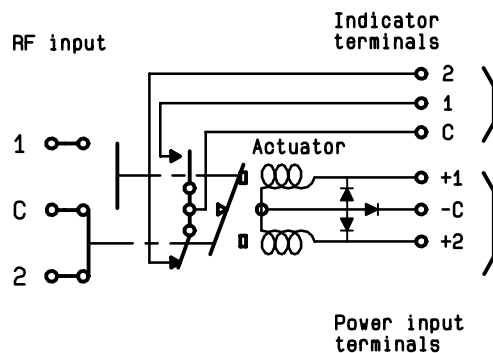 Indicator
terminals
RF input
2
1
C
Actuator
1
C
2
+1
-C
+2
Power input
terminals